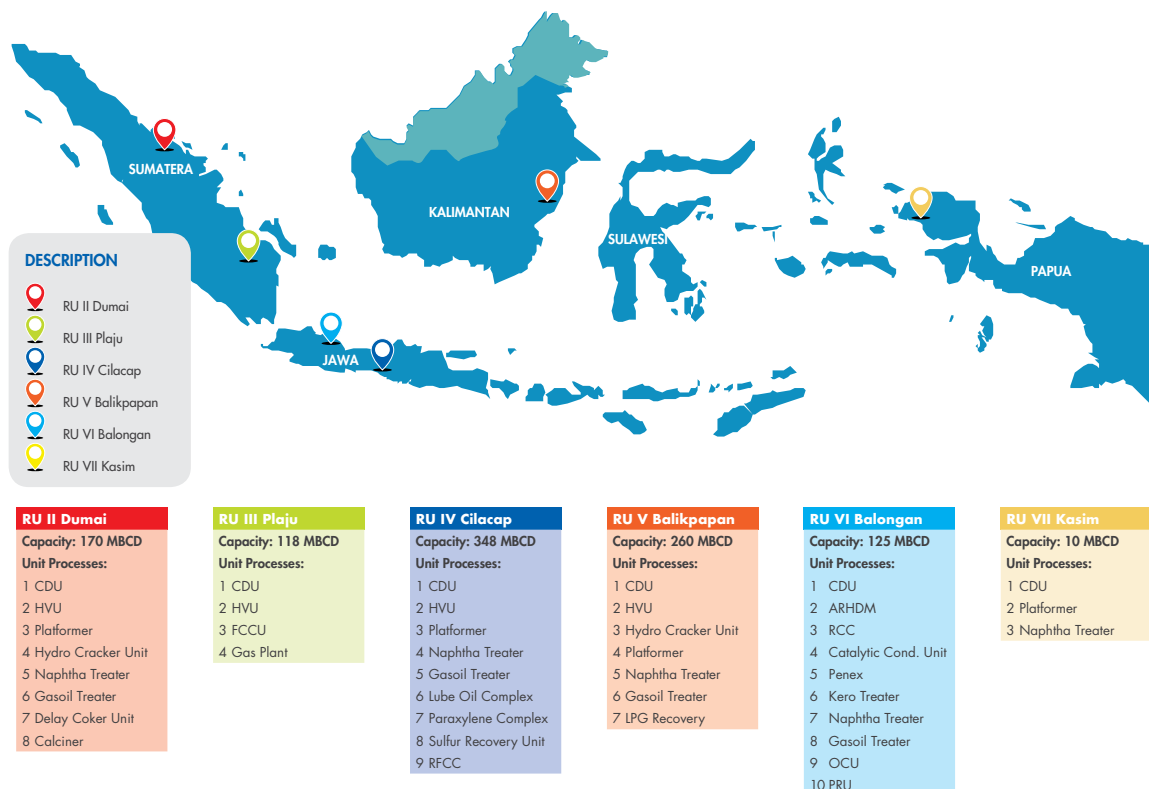 SUMATERA
KALIMANTAN
SULAWESI
PAPUA
JAWA
DESCRIPTION
RU II Dumai
RU III Plaju
RU IV Cilacap
RU V Balikpapan
RU VI Balongan
RU VII Kasim
RU II Dumai
Capacity: 170 MBCD
Unit Processes:
1 CDU
2 HVU
3 Platformer
4 Hydro Cracker Unit
5 Naphtha Treater
6 Gasoil Treater
7 Delay Coker Unit
8 Calciner
RU III Plaju
Capacity: 118 MBCD
Unit Processes:
1 CDU
2 HVU
3 FCCU
4 Gas Plant
RU IV Cilacap
Capacity: 348 MBCD
Unit Processes:
1 CDU
2 HVU
3 Platformer
4 Naphtha Treater
5 Gasoil Treater
6 Lube Oil Complex
7 Paraxylene Complex
8 Sulfur Recovery Unit
9 RFCC
RU V Balikpapan
Capacity: 260 MBCD
Unit Processes:
1 CDU
2 HVU
3 Hydro Cracker Unit
4 Platformer
5 Naphtha Treater
6 Gasoil Treater
7 LPG Recovery
RU VI Balongan
Capacity: 125 MBCD
Unit Processes:
1 CDU
2 ARHDM
3 RCC
4 Catalytic Cond. Unit
5 Penex
6 Kero Treater
7 Naphtha Treater
8 Gasoil Treater
9 OCU
10 PRU
RU VII Kasim
Capacity: 10 MBCD
Unit Processes:
1 CDU
2 Platformer
3 Naphtha Treater